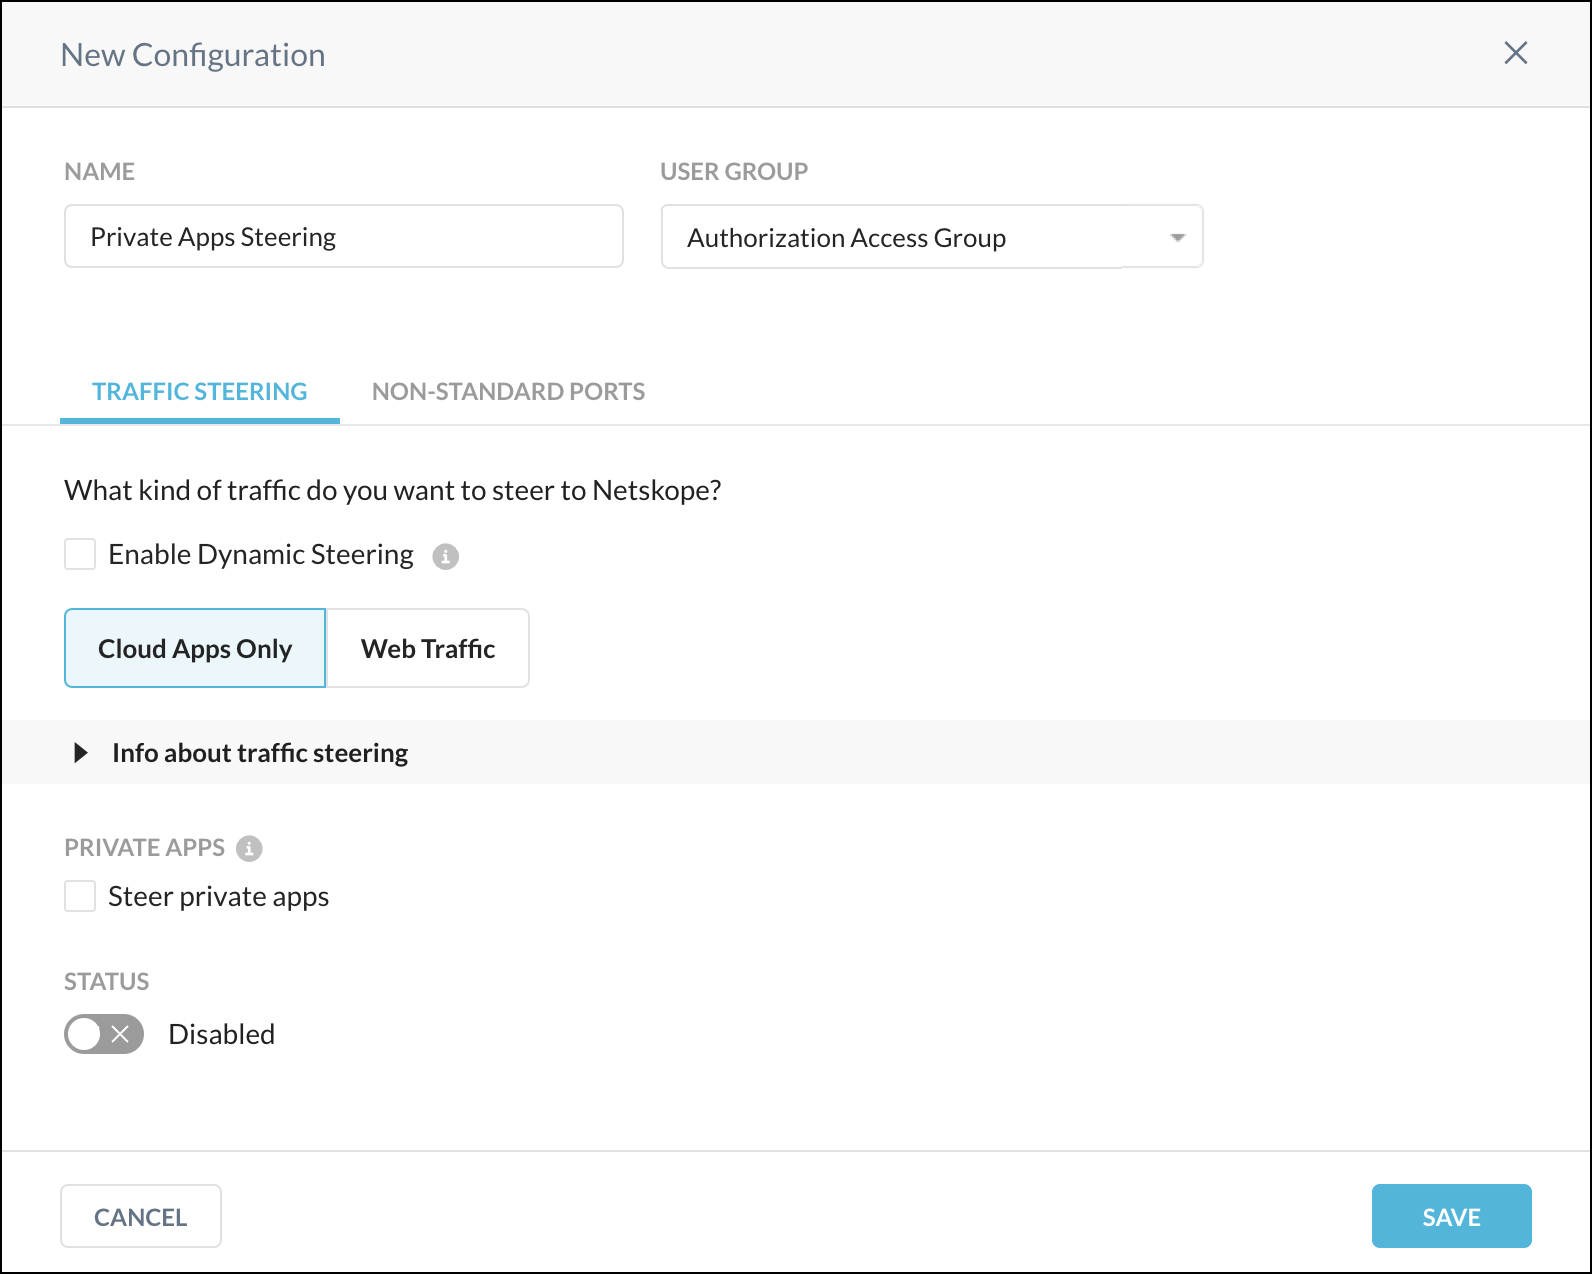 New Configuration
NAME
USER GROUP
Private Apps Steering
Authorization Access Group
TRAFFIC STEERING
NON-STANDARD PORTS
What kind of traffic do you want to steer to Netskope?
Enable Dynamic Steering
Cloud Apps Only
Web Traffic
Info about traffic steering
PRIVATE APPS
Steer private apps
STATUS
Disabled
CANCEL
SAVE